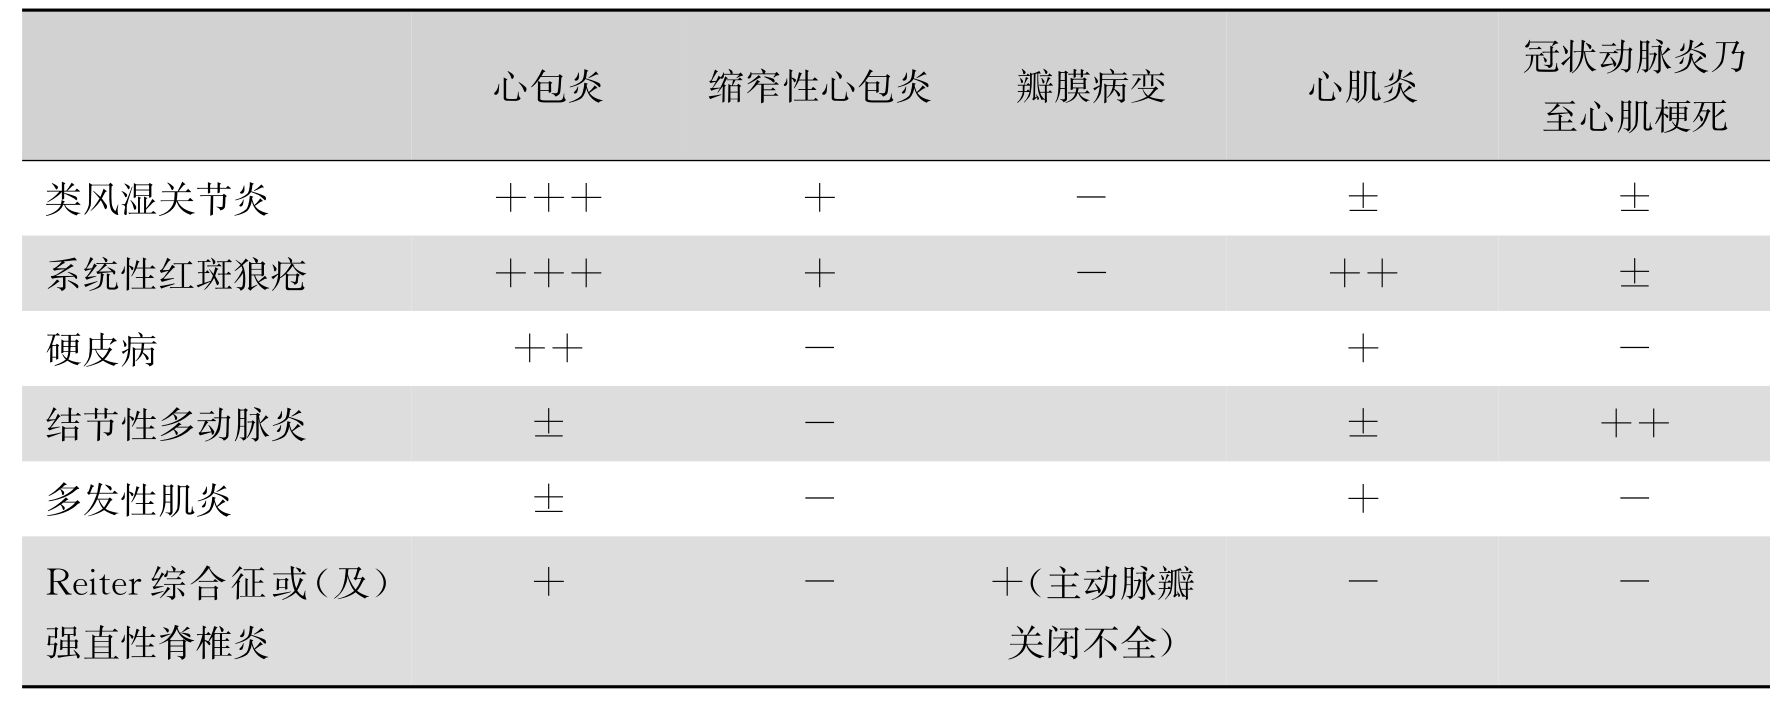 心包炎 缩窄性心包炎 瓣膜病变 心肌炎 冠状动脉炎乃
至心肌梗死
类风湿关节炎 +++ + − ± ±
系统性红斑狼疮 +++ + − ++ ±
硬皮病 ++ − + −
结节性多动脉炎 ± − ± ++
多发性肌炎 ± − + −
Reiter 综合征或(及) + − +(主动脉瓣 − −
强直性脊椎炎 关闭不全)